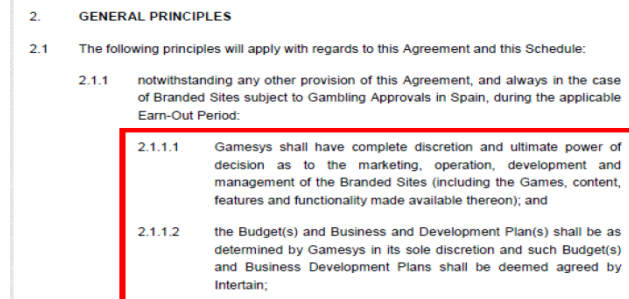 2. GENERAL PRINCIPLES
2.1 The following principles will apply with regards to this Agreement and this Schedule:
2.1.1 notwithstanding any other provision of this Agreement, and always in the case
of Branded Sites subject to Gambling Approvals in Spain, during the applicable
Earn-Out Period:
2.1.1.1 Gamesys shall have complete discretion and ultimate power of
decision as to the marketing, operation, development and
management of the Branded Sites (including the Games, content,
features and functionality made available thereon); and
2.1.1.2 the Budget(s) and Business and Development Plan(s) shall be as
determined by Gamesys in its sole discretion and such Budget(s)
and Business Development Plans shall be deemed agreed by
Intertain;